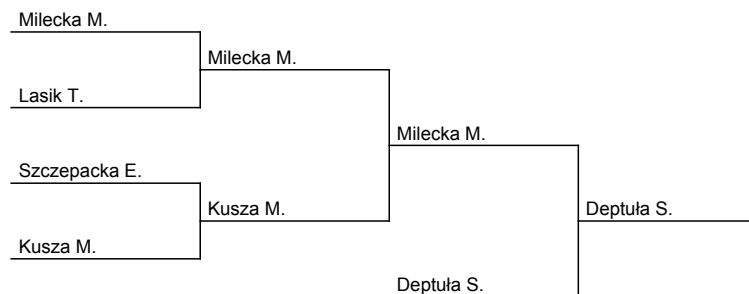 Milecka M.
Milecka M.
Lasik T.
Milecka M.
Szczepacka E.
Kusza M.
Deptuła S.
Kusza M.
Deptuła S.